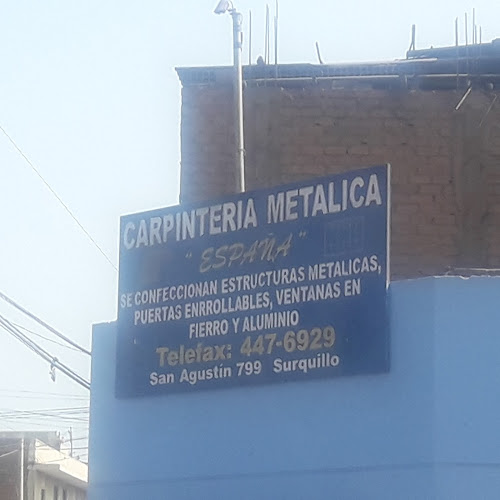 CARPINTERIA METALICA
"ESPAÑA"
SE CONFECCIONAN ESTRUCTURAS METALICAS,
PUERTAS ENRROLLABLES, VENTANAS EN
FIERRO Y ALUMINIO
Telefax: 447-6929
San Agustín 799 Surquillo